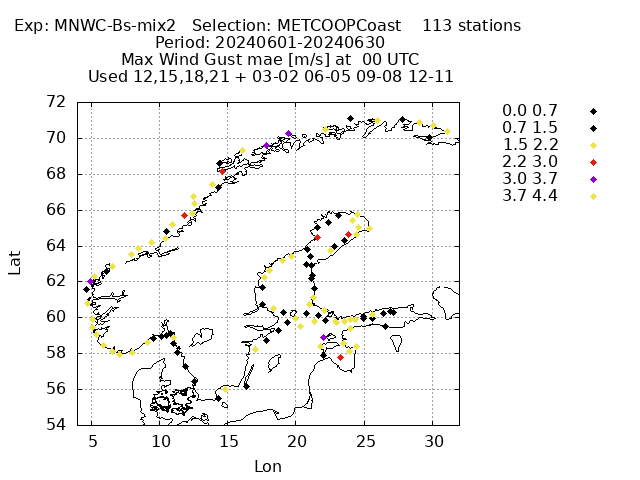 Exp: MNWC-Bs-mix2   Selection: METCOOPCoast    113 stations
Period: 20240601-20240630
Max Wind Gust mae [m/s] at  00 UTC
Used 12,15,18,21 + 03-02 06-05 09-08 12-11
0.0 0.7
0.7 1.5
1.5 2.2
2.2 3.0
3.0 3.7
3.7 4.4
72
70
68
66
64
62
60
58
56
54
Lat
5 10 15 20 25 30
Lon